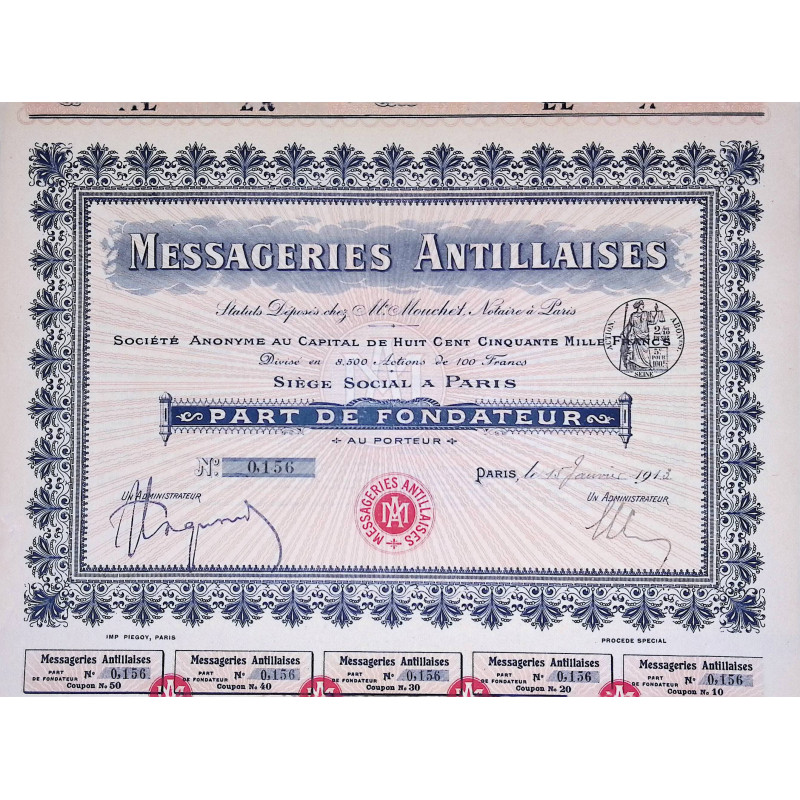 MESSAGERIES ANTILLAISES
Statuts Déposés chez Me Mouchet, Notaire à Paris
SOCIÉTÉ ANONYME AU CAPITAL DE HUIT CENT CINQUANTE MILLE FRANCS
Divisé en 8.500 Actions de 100 Francs
SIÈGE SOCIAL A PARIS
PART DE FONDATEUR
AU PORTEUR
No 0,156
PARIS, le 15 Janvier 1913
UN ADMINISTRATEUR
UN ADMINISTRATEUR
MESSAGERIES ANTILLAISES
MA
SEINE
IMP PIEGOY, PARIS
PROCEDE SPECIAL
Messageries Antillaises
PART DE FONDATEUR No 0,156
Coupon No 50
Messageries Antillaises
PART DE FONDATEUR No 0,156
Coupon No 40
Messageries Antillaises
PART DE FONDATEUR No 0,156
Coupon No 30
Messageries Antillaises
PART DE FONDATEUR No 0,156
Coupon No 20
Messageries Antillaises
PART DE FONDATEUR No 0,156
Coupon No 10